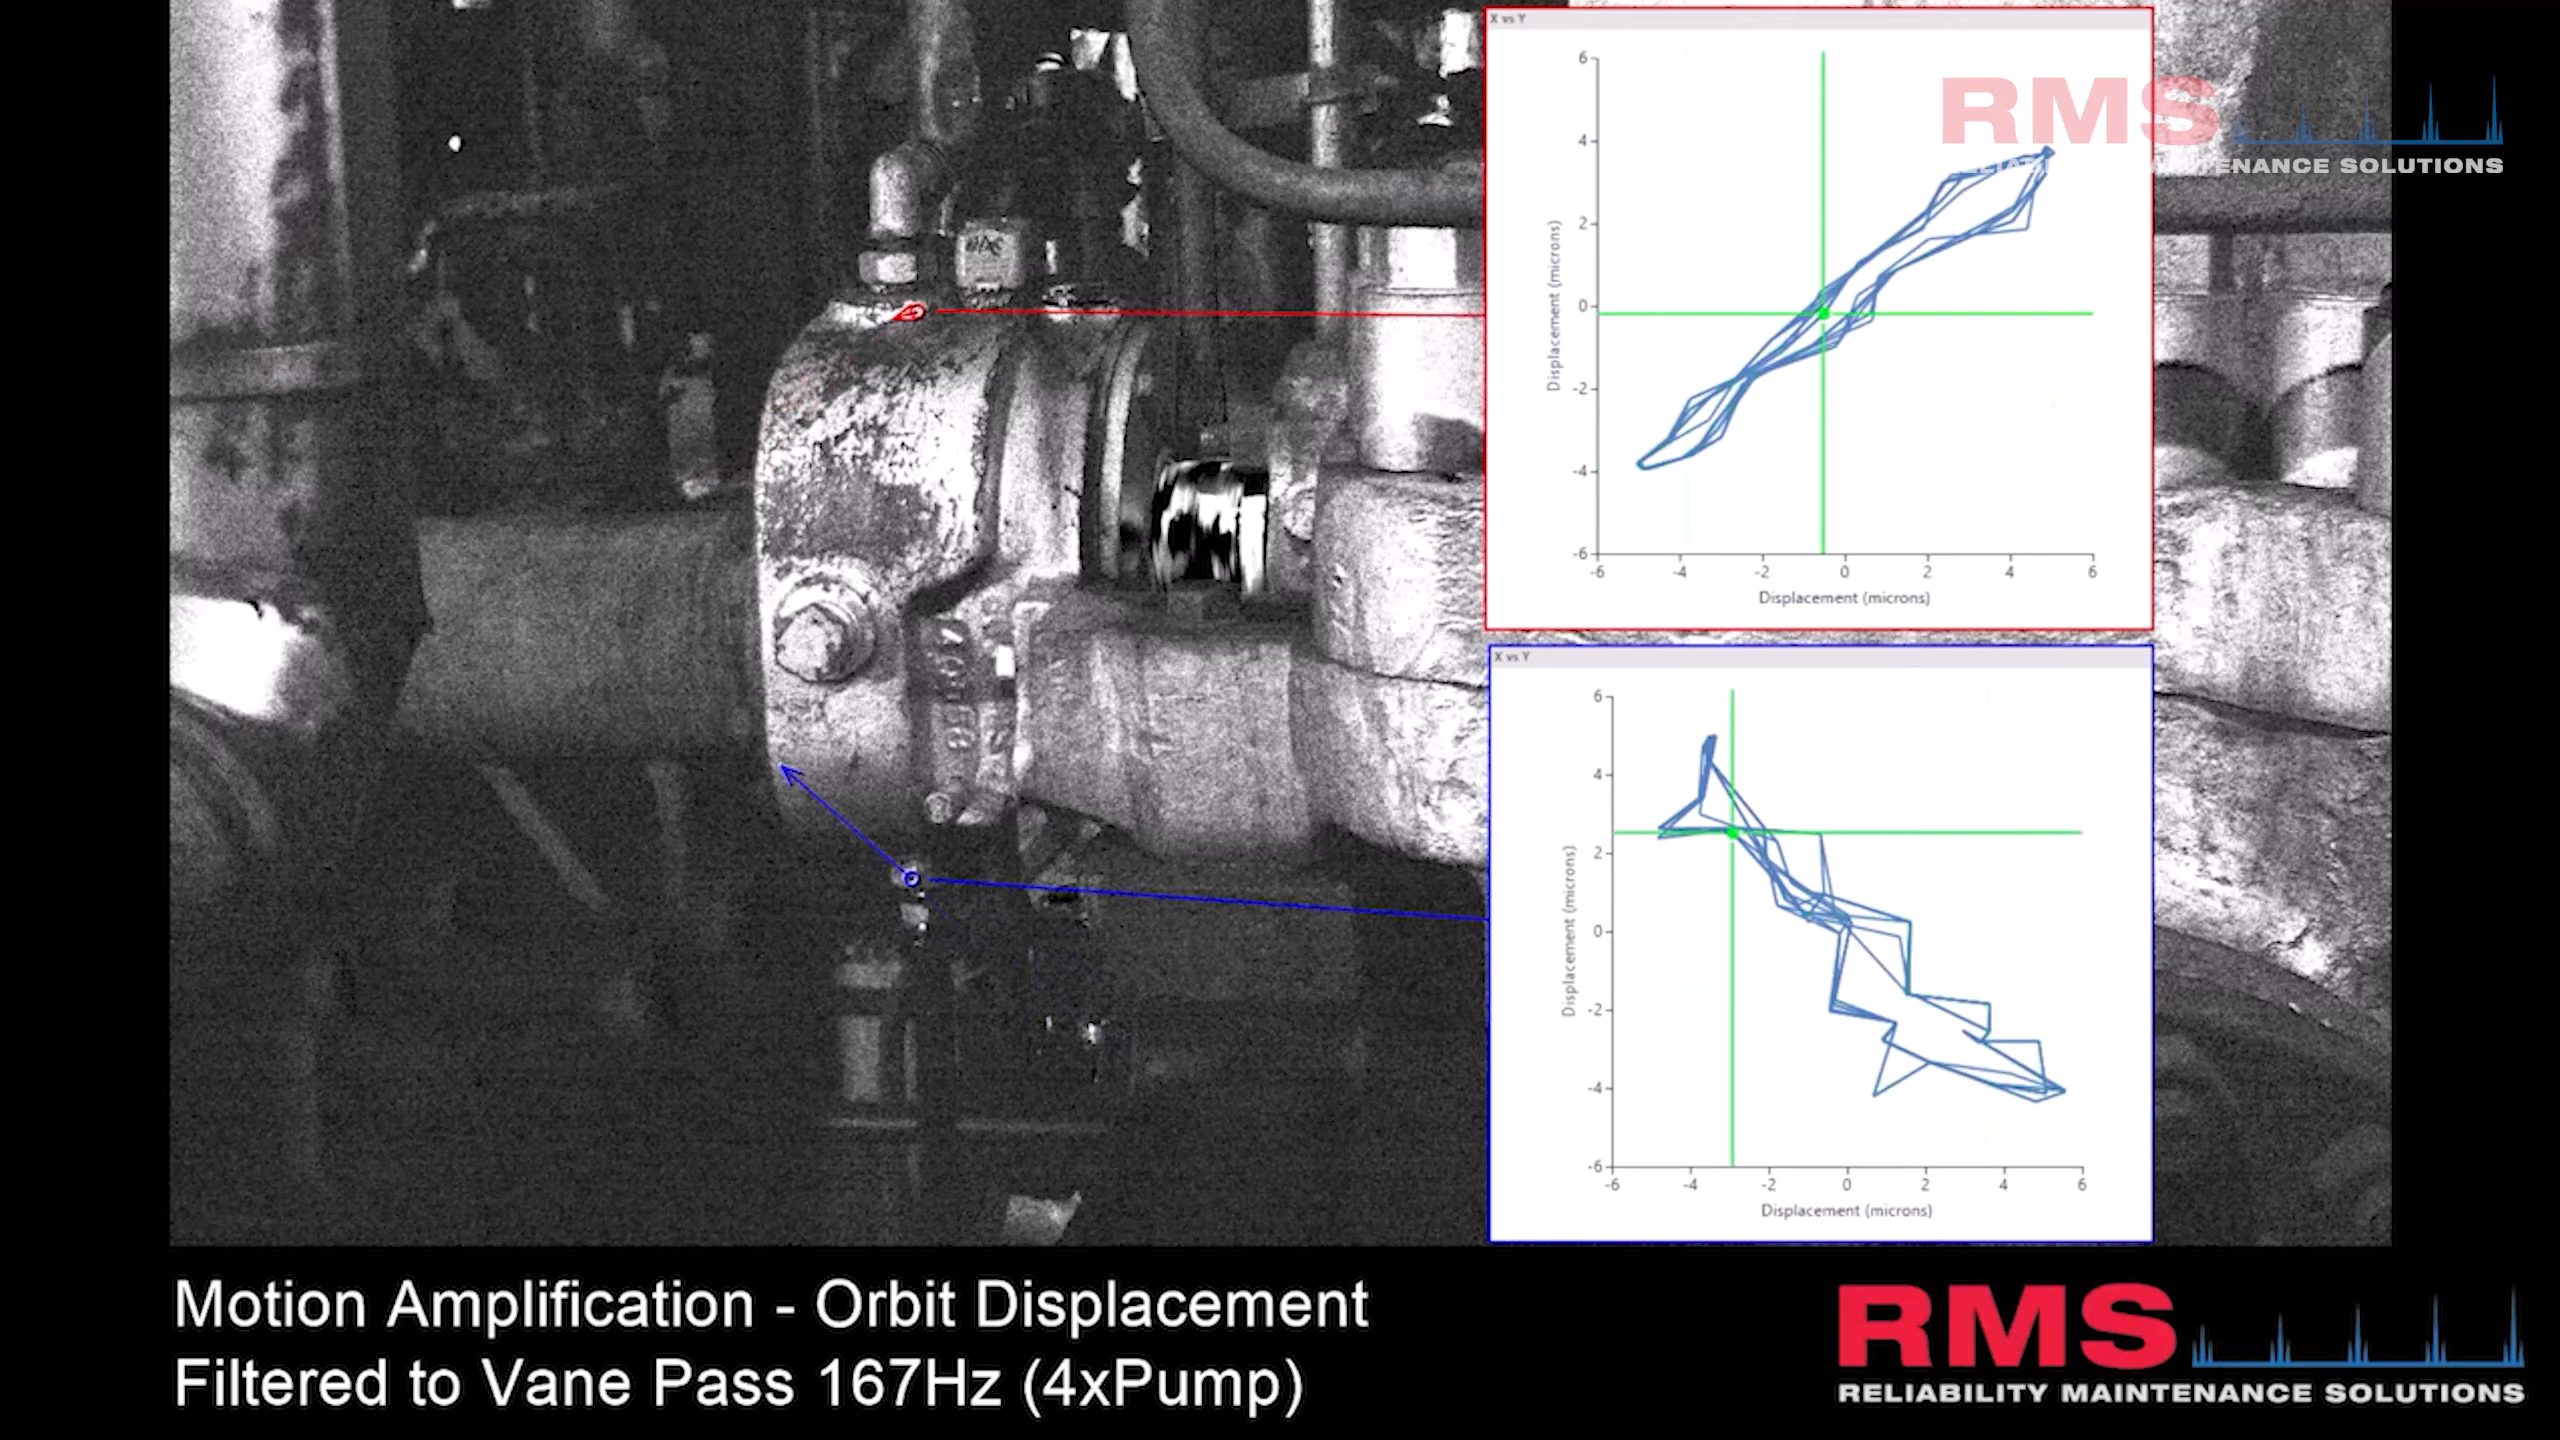 X vs Y
RMS
RELIABILITY MAINTENANCE SOLUTIONS
6
4
2
0
-2
-4
-6
-6 -4 -2 0 2 4 6
Displacement (microns)
Displacement (microns)
X vs Y
6
4
2
0
-2
-4
-6
-6 -4 -2 0 2 4 6
Displacement (microns)
Displacement (microns)
Motion Amplification - Orbit Displacement
Filtered to Vane Pass 167Hz (4xPump)
RMS
RELIABILITY MAINTENANCE SOLUTIONS